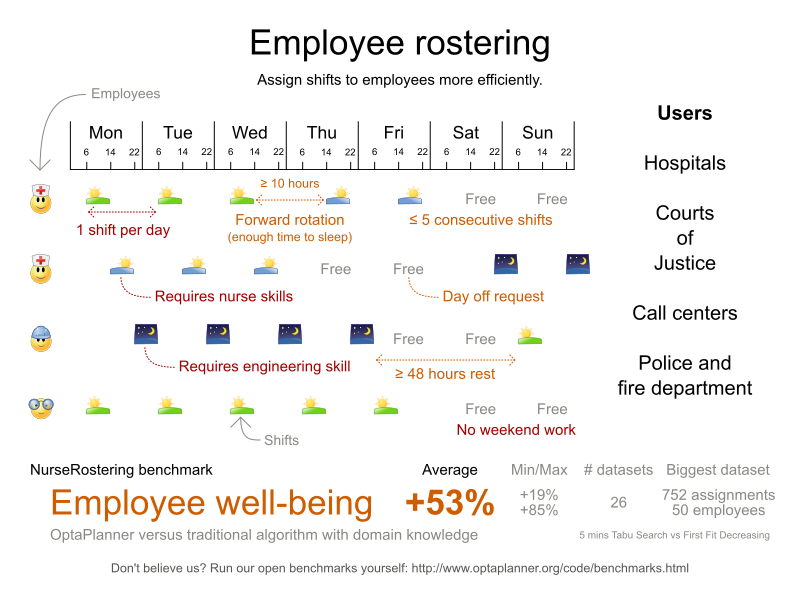 Employee rostering
Assign shifts to employees more efficiently.
Employees
Mon Tue Wed Thu Fri Sat Sun
6 14 22 6 14 22 6 14 22 6 14 22 6 14 22 6 14 22 6 14 22
≥ 10 hours
Free Free
1 shift per day
Forward rotation
(enough time to sleep)
≤ 5 consecutive shifts
Free Free
Requires nurse skills
Day off request
Free Free
Requires engineering skill
≥ 48 hours rest
Free Free
No weekend work
Shifts
Users
Hospitals
Courts
of
Justice
Call centers
Police and
fire department
NurseRostering benchmark
Average
Min/Max
# datasets
Biggest dataset
Employee well-being
+53%
+19%
+85%
26
752 assignments
50 employees
OptaPlanner versus traditional algorithm with domain knowledge
5 mins Tabu Search vs First Fit Decreasing
Don't believe us? Run our open benchmarks yourself: http://www.optaplanner.org/code/benchmarks.html